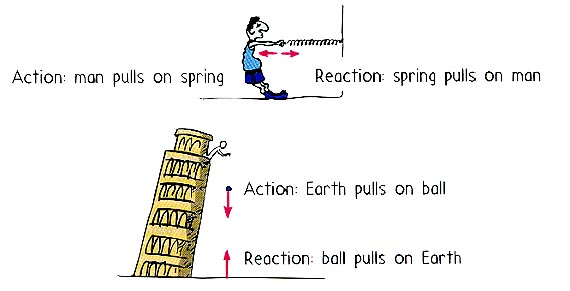 Action: man pulls on spring
Reaction: spring pulls on man
Action: Earth pulls on ball
Reaction: ball pulls on Earth